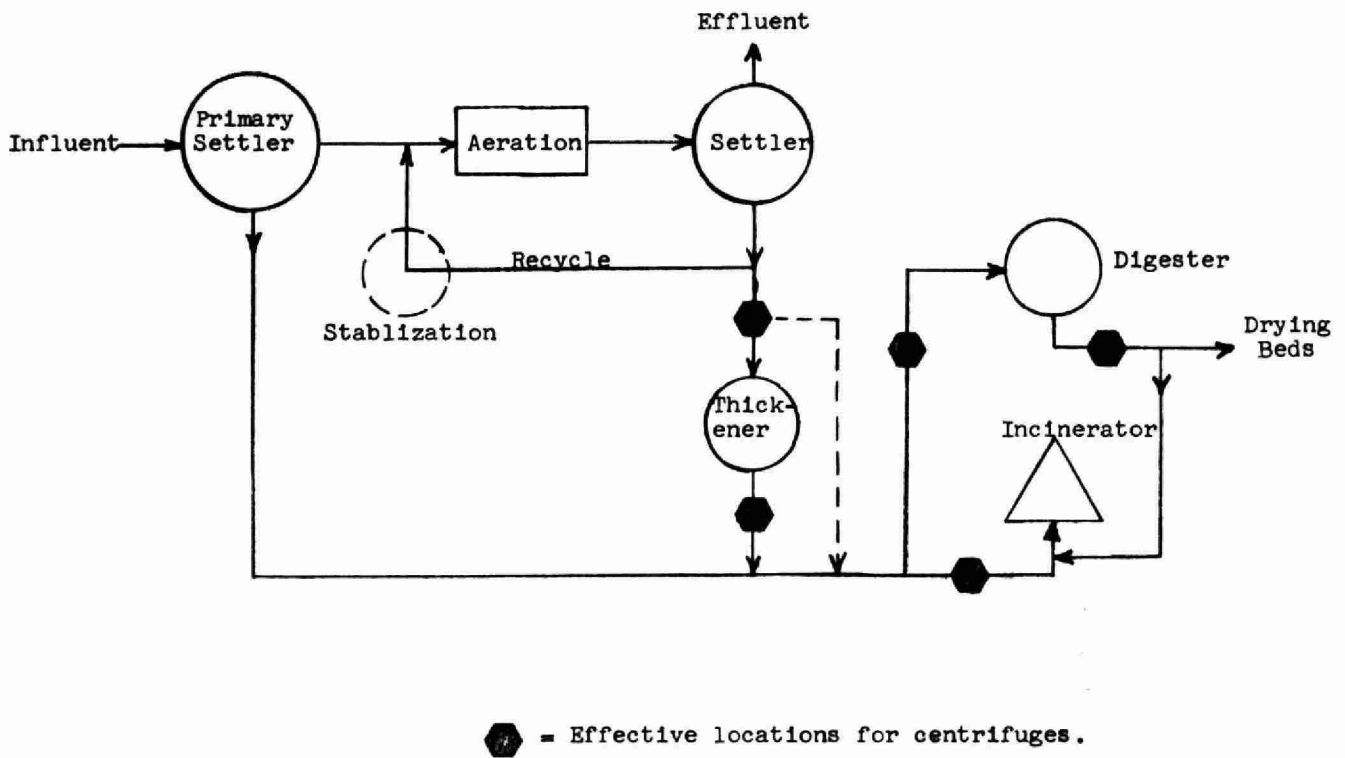 Effluent
Primary
Settler
Influent
Aeration
Settler
Recycle
Stablization
Digester
Drying
Beds
Thick-
ener
Incinerator
= Effective locations for centrifuges.